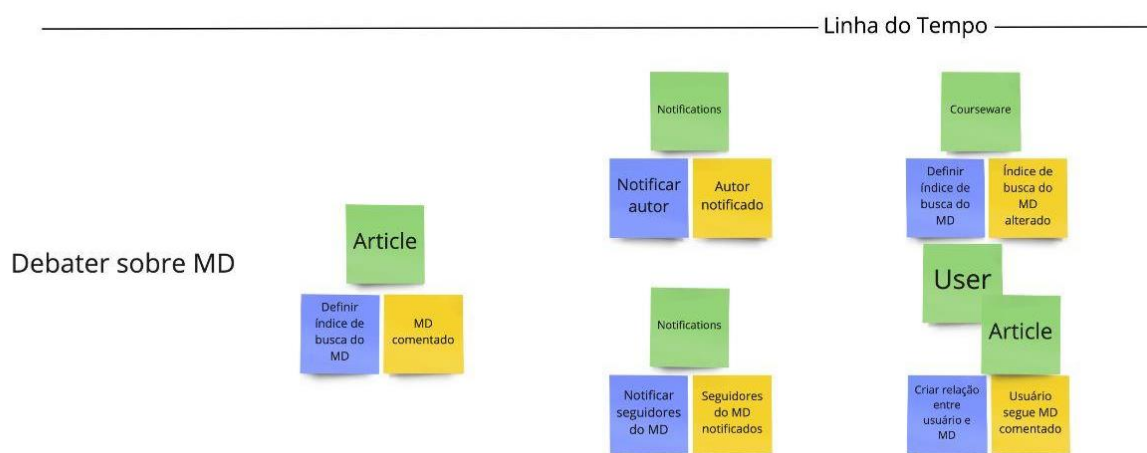 Linha do Tempo
Notifications
Courseware
Notificar
autor
Autor
notificado
Definir
índice de
busca do
MD
Índice de
busca do
MD
alterado
Article
Debater sobre MD
User
Definir
índice de
busca do
MD
MD
comentado
Notifications
Article
Notificar
seguidores
do MD
Seguidores
do MD
notificados
Criar relação
entre
usuário e
MD
Usuário
segue MD
comentado